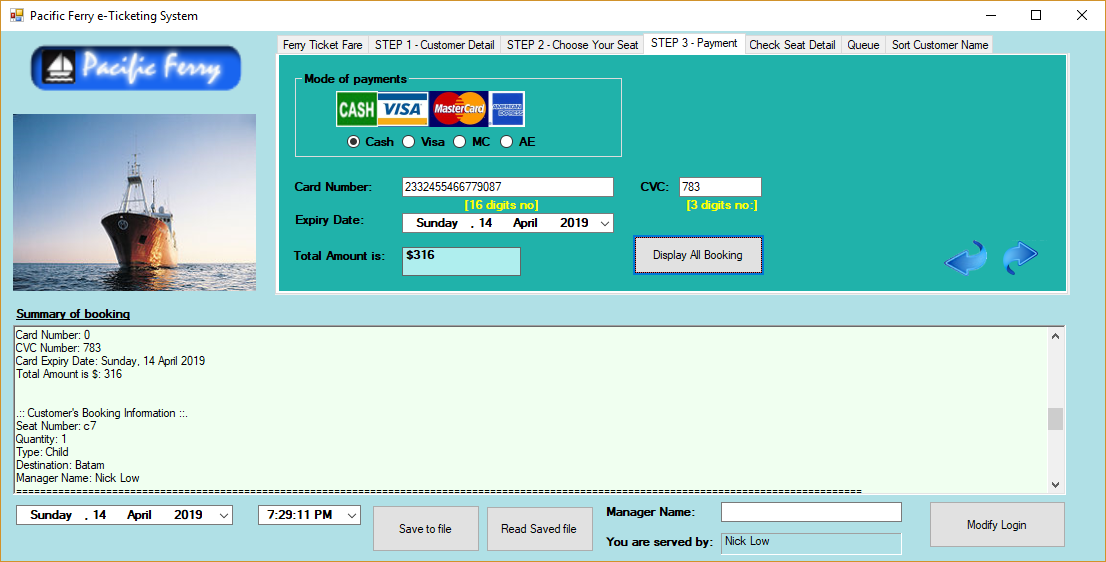 Pacific Ferry e-Ticketing System
Pacific Ferry
Ferry Ticket Fare STEP 1 - Customer Detail STEP 2 - Choose Your Seat STEP 3 - Payment Check Seat Detail Queue Sort Customer Name
Mode of payments
CASH VISA MasterCard AMERICAN EXPRESS
Cash Visa MC AE
Card Number: 2332455466779087 CVC: 783
[16 digits no] [3 digits no:]
Expiry Date: Sunday , 14 April 2019
Total Amount is: $316 Display All Booking
Summary of booking
Card Number: 0
CVC Number: 783
Card Expiry Date: Sunday, 14 April 2019
Total Amount is $: 316
.:: Customer's Booking Information ::.
Seat Number: c7
Quantity: 1
Type: Child
Destination: Batam
Manager Name: Nick Low
Sunday , 14 April 2019 7:29:11 PM Save to file Read Saved file Manager Name: Modify Login
You are served by: Nick Low